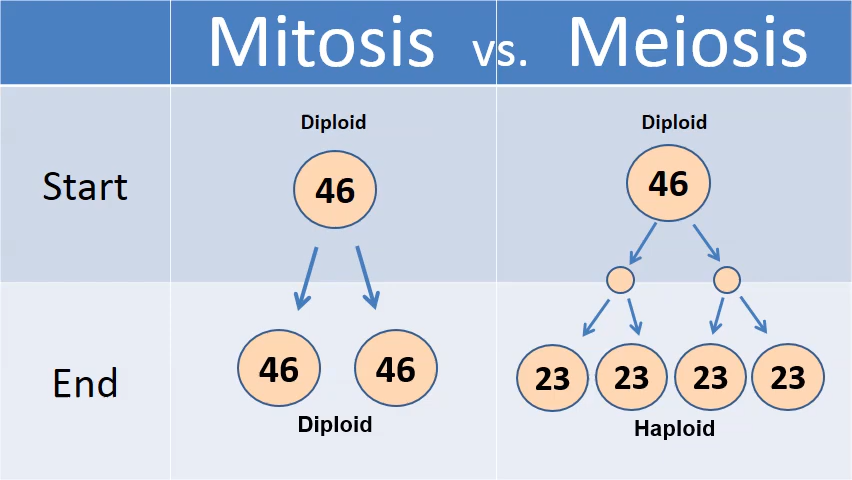 Mitosis vs. Meiosis
Diploid
Diploid
Start
46
46
46
46
End
23
23
23
23
Diploid
Haploid